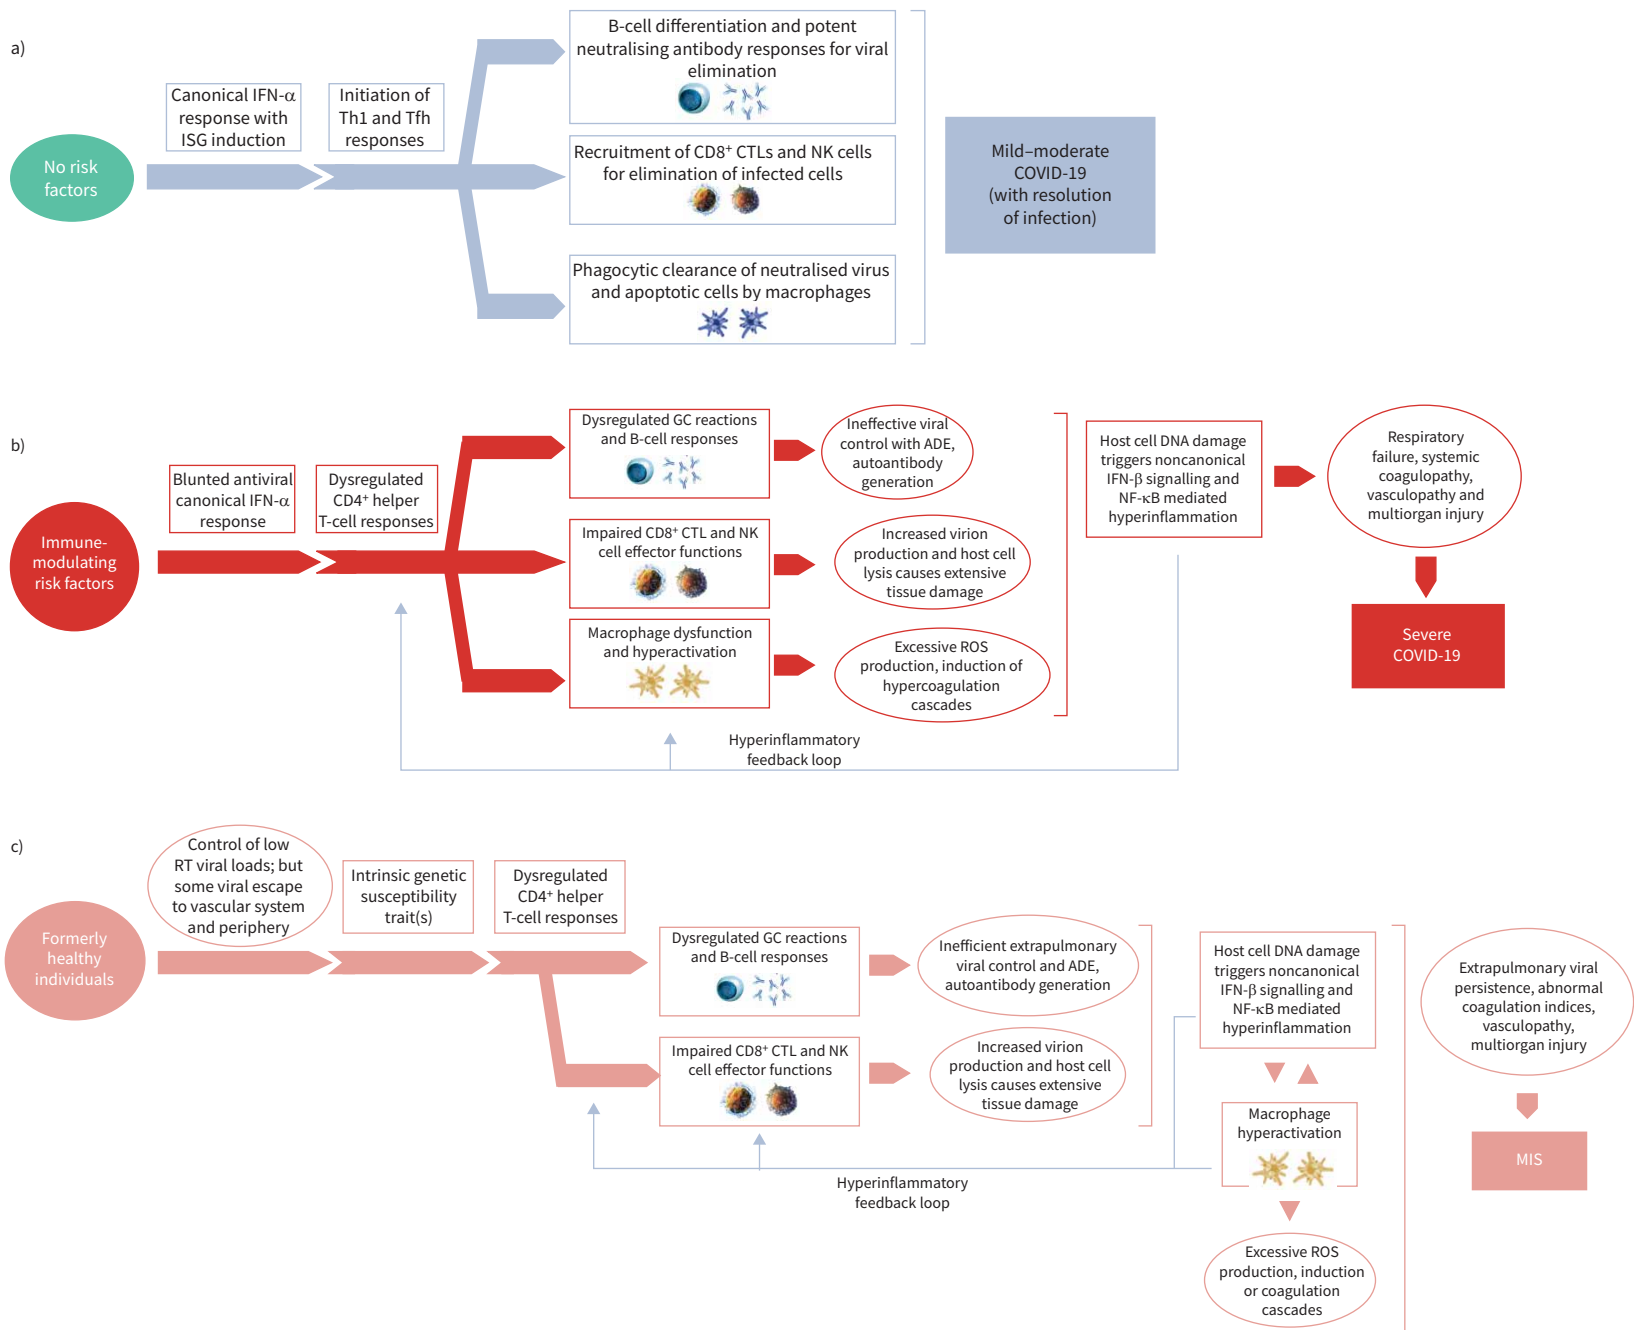 a)
No risk
factors
Canonical IFN-α
response with
ISG induction
Initiation of
Th1 and Tfh
responses
B-cell differentiation and potent
neutralising antibody responses for viral
elimination
Recruitment of CD8⁺ CTLs and NK cells
for elimination of infected cells
Phagocytic clearance of neutralised virus
and apoptotic cells by macrophages
Mild–moderate
COVID-19
(with resolution
of infection)
b)
Immune-
modulating
risk factors
Blunted antiviral
canonical IFN-α
response
Dysregulated
CD4⁺ helper
T-cell responses
Dysregulated GC reactions
and B-cell responses
Ineffective viral
control with ADE,
autoantibody
generation
Impaired CD8⁺ CTL and NK
cell effector functions
Increased virion
production and host cell
lysis causes extensive
tissue damage
Macrophage dysfunction
and hyperactivation
Excessive ROS
production, induction of
hypercoagulation
cascades
Host cell DNA damage
triggers noncanonical
IFN-β signalling and
NF-κB mediated
hyperinflammation
Respiratory
failure, systemic
coagulopathy,
vasculopathy and
multiorgan injury
Severe
COVID-19
Hyperinflammatory
feedback loop
c)
Formerly
healthy
individuals
Control of low
RT viral loads; but
some viral escape
to vascular system
and periphery
Intrinsic genetic
susceptibility
trait(s)
Dysregulated
CD4⁺ helper
T-cell responses
Dysregulated GC reactions
and B-cell responses
Inefficient extrapulmonary
viral control and ADE,
autoantibody generation
Impaired CD8⁺ CTL and NK
cell effector functions
Increased virion
production and host cell
lysis causes extensive
tissue damage
Host cell DNA damage
triggers noncanonical
IFN-β signalling and
NF-κB mediated
hyperinflammation
Macrophage
hyperactivation
Excessive ROS
production, induction
or coagulation
cascades
Extrapulmonary viral
persistence, abnormal
coagulation indices,
vasculopathy,
multiorgan injury
MIS
Hyperinflammatory
feedback loop